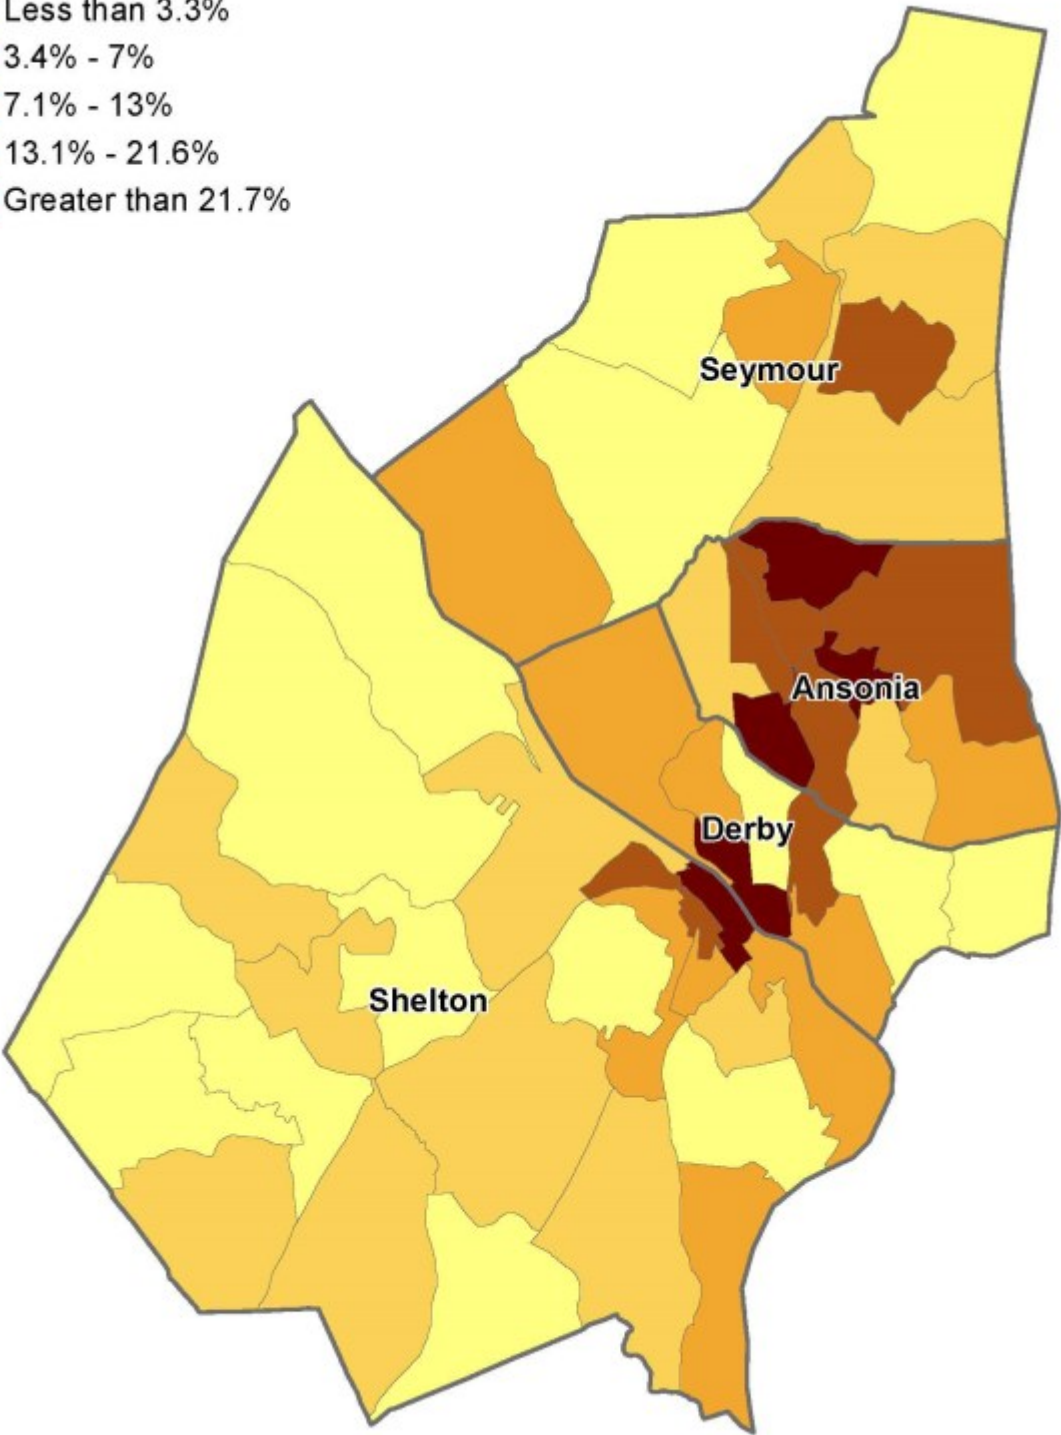 Less than 3.3%
3.4% - 7%
7.1% - 13%
13.1% - 21.6%
Greater than 21.7%
Seymour
Ansonia
Derby
Shelton